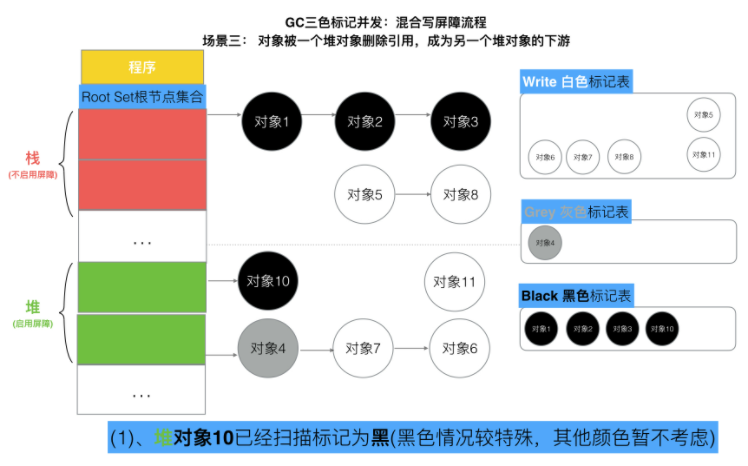 GC三色标记并发：混合写屏障流程
场景三： 对象被一个堆对象删除引用，成为另一个堆对象的下游
程序
Root Set根节点集合
栈
(不启用屏障)
...
堆
(启用屏障)
...
对象1
对象2
对象3
对象5
对象8
对象10
对象11
对象4
对象7
对象6
Write 白色标记表
对象5
对象6
对象7
对象8
对象11
Grey 灰色标记表
对象4
Black 黑色标记表
对象1
对象2
对象3
对象10
(1)、堆对象10已经扫描标记为黑(黑色情况较特殊，其他颜色暂不考虑)